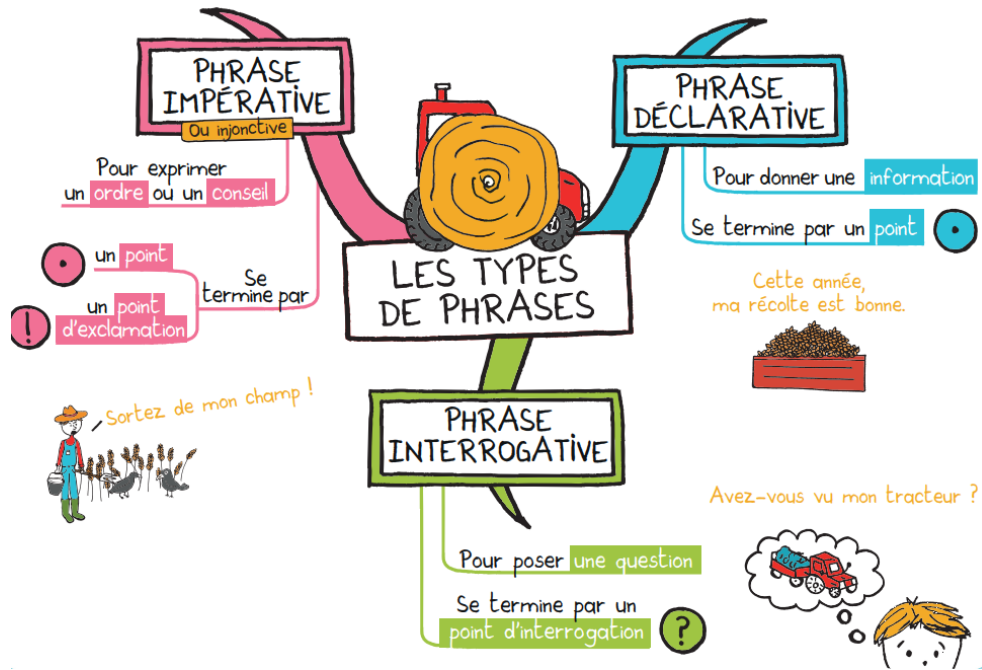 PHRASE
IMPÉRATIVE
Ou injonctive
Pour exprimer
un ordre ou un conseil
un point
un point
d'exclamation
!
Se
termine par
Sortez de mon champ !
LES TYPES
DE PHRASES
PHRASE
DÉCLARATIVE
Pour donner une information
Se termine par un point
Cette année,
ma récolte est bonne.
PHRASE
INTERROGATIVE
Pour poser une question
Se termine par un
point d'interrogation
?
Avez-vous vu mon tracteur ?